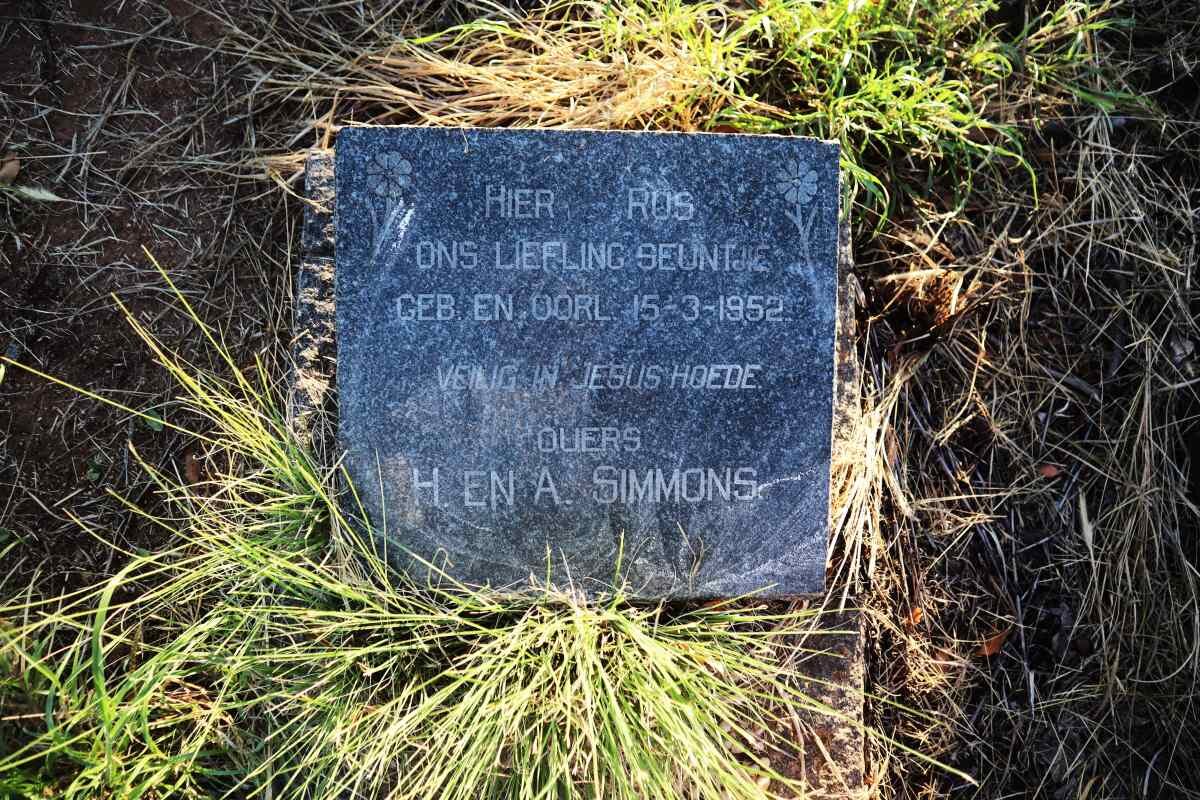 HIER RUS
ONS LIEFLING SEUNTJIE
GEB. EN. OORL. 15-3-1952.
VEILIG IN JESUS HOEDE.
OUERS
H. EN A. SIMMONS.